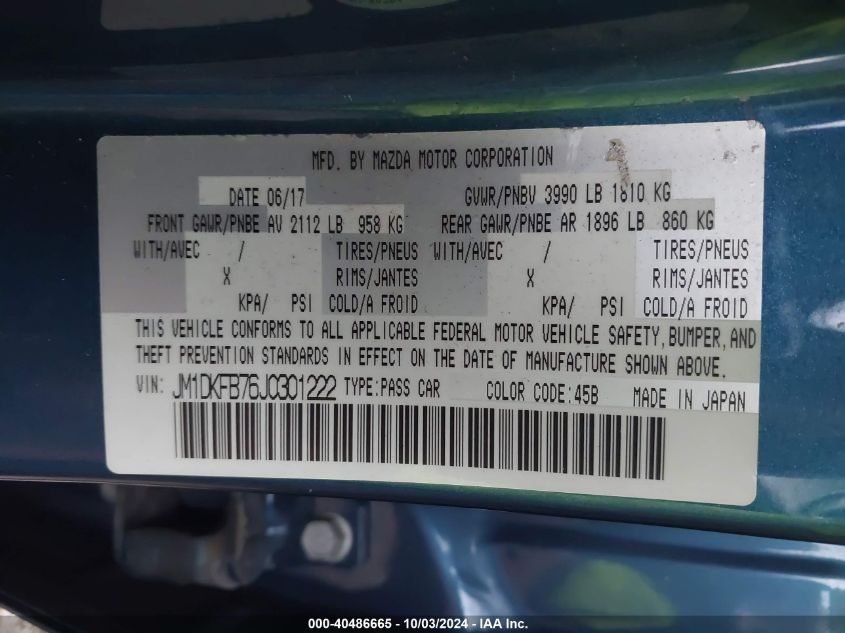 MFD. BY MAZDA MOTOR CORPORATION
DATE 06/17 GVWR/PNBV 3990 LB 1810 KG
FRONT GAWR/PNBE AV 2112 LB 958 KG REAR GAWR/PNBE AR 1896 LB 860 KG
WITH/AVEC / TIRES/PNEUS WITH/AVEC / TIRES/PNEUS
X RIMS/JANTES X RIMS/JANTES
KPA/ PSI COLD/A FROID KPA/ PSI COLD/A FROID
THIS VEHICLE CONFORMS TO ALL APPLICABLE FEDERAL MOTOR VEHICLE SAFETY, BUMPER, AND
THEFT PREVENTION STANDARDS IN EFFECT ON THE DATE OF MANUFACTURE SHOWN ABOVE.
VIN: JM1DKFB76J0301222 TYPE:PASS CAR COLOR CODE:45B MADE IN JAPAN
000-40486665 - 10/03/2024 - IAA Inc.